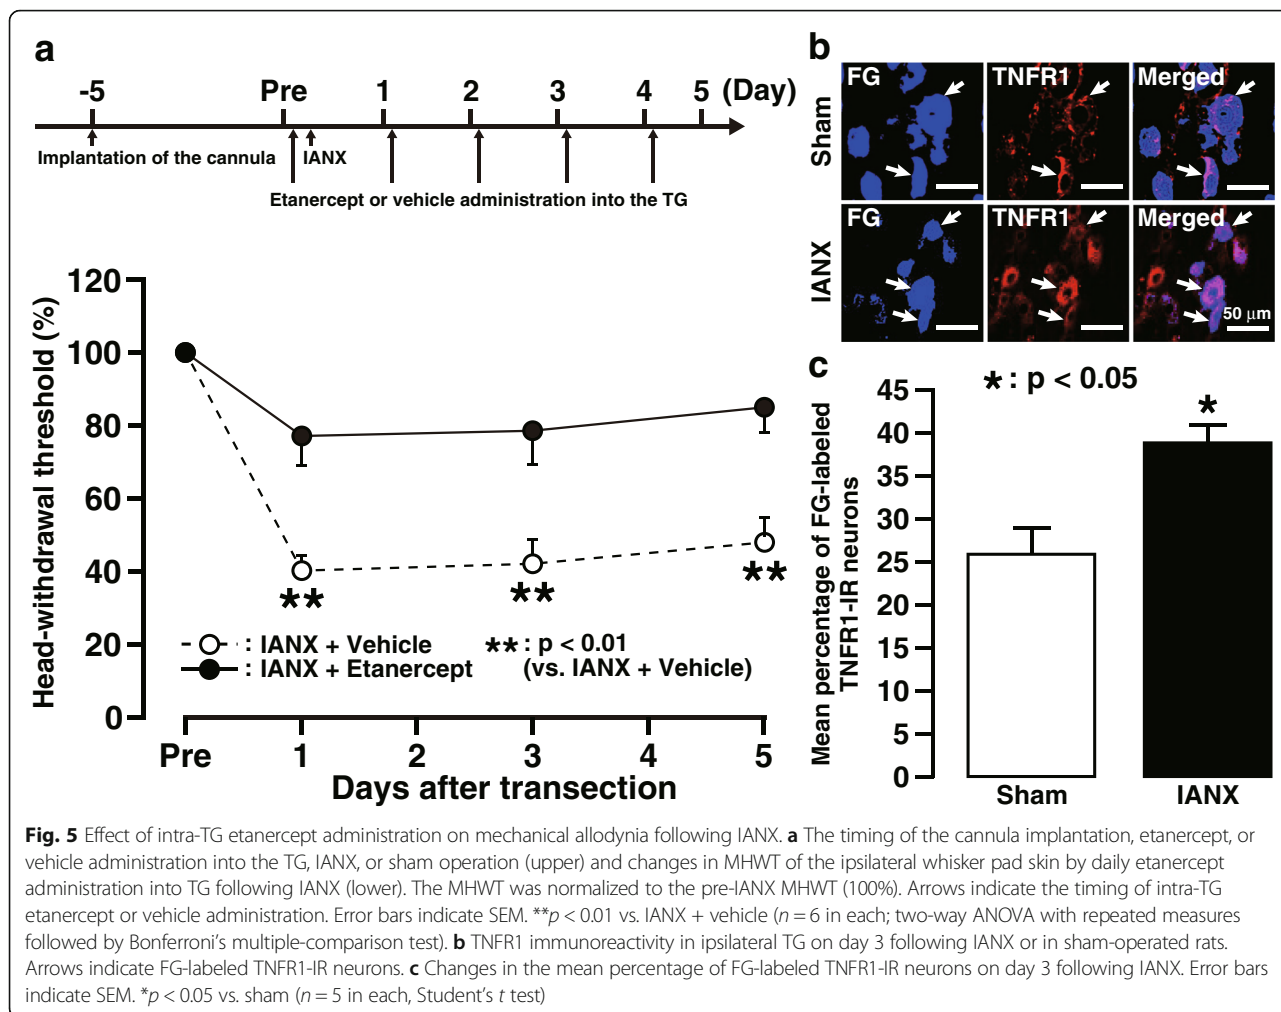 a
-5 Pre 1 2 3 4 5 (Day)
Implantation of the cannula IANX
Etanercept or vehicle administration into the TG
Head-withdrawal threshold (%)
120
100
80
60
40
20
0
** ** **
: IANX + Vehicle
: IANX + Etanercept
** : p < 0.01
(vs. IANX + Vehicle)
Pre 1 2 3 4 5
Days after transection
b
Sham
FG TNFR1 Merged
IANX
FG TNFR1 Merged
50 μm
c
* : p < 0.05
Mean percentage of FG-labeled
TNFR1-IR neurons
45
40
35
30
25
20
15
10
5
0
*
Sham IANX
Fig. 5 Effect of intra-TG etanercept administration on mechanical allodynia following IANX. a The timing of the cannula implantation, etanercept, or
vehicle administration into the TG, IANX, or sham operation (upper) and changes in MHWT of the ipsilateral whisker pad skin by daily etanercept
administration into TG following IANX (lower). The MHWT was normalized to the pre-IANX MHWT (100%). Arrows indicate the timing of intra-TG
etanercept or vehicle administration. Error bars indicate SEM. **p < 0.01 vs. IANX + vehicle (n = 6 in each; two-way ANOVA with repeated measures
followed by Bonferroni's multiple-comparison test). b TNFR1 immunoreactivity in ipsilateral TG on day 3 following IANX or in sham-operated rats.
Arrows indicate FG-labeled TNFR1-IR neurons. c Changes in the mean percentage of FG-labeled TNFR1-IR neurons on day 3 following IANX. Error bars
indicate SEM. *p < 0.05 vs. sham (n = 5 in each, Student's t test)